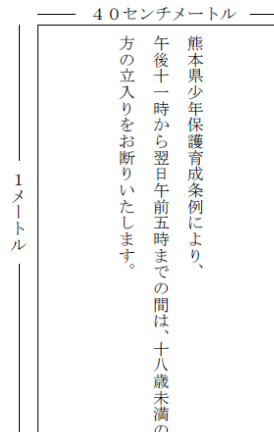 40センチメートル
1メートル
熊本県少年保護育成条例により、
午後十一時から翌日午前五時までの間は、十八歳未満の
方の立入りをお断りいたします。